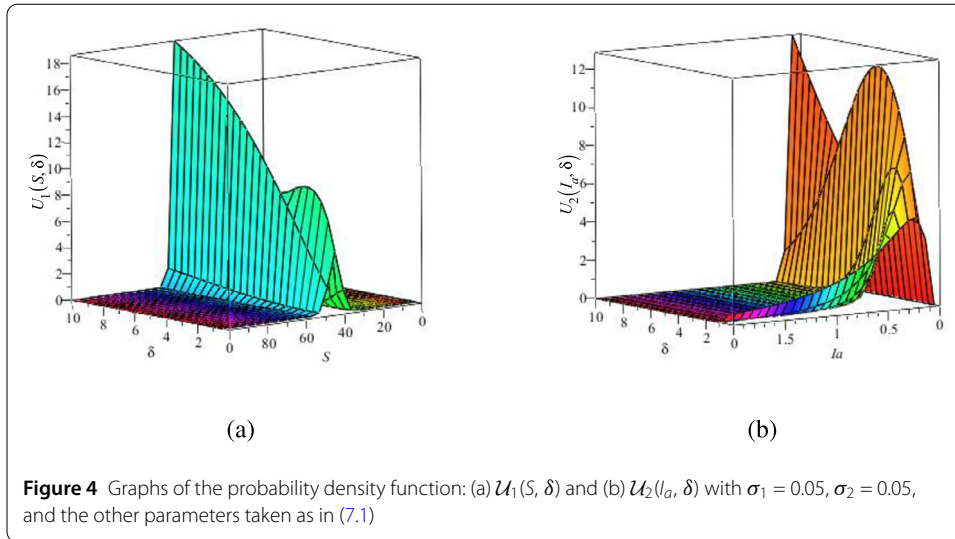 18
16
14
12
10
8
6
4
2
0
U₁(S,δ)
10 8 6 4 2 0
δ
80 60 40 20 0
S
12
10
8
6
4
2
0
U₂(Iₐ, δ)
10 6 4 2 0
δ
1.5 1 0.5 0
Ia
(a) (b)
Figure 4 Graphs of the probability density function: (a) 𝒰₁(S, δ) and (b) 𝒰₂(Iₐ, δ) with σ₁ = 0.05, σ₂ = 0.05,
and the other parameters taken as in (7.1)